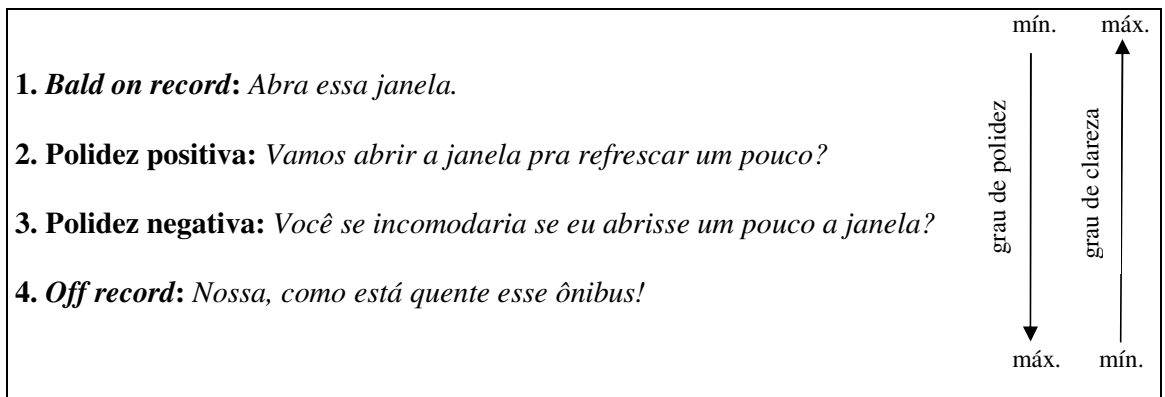 mín. máx.
1. Bald on record: Abra essa janela.
2. Polidez positiva: Vamos abrir a janela pra refrescar um pouco?
3. Polidez negativa: Você se incomodaria se eu abrisse um pouco a janela?
4. Off record: Nossa, como está quente esse ônibus!
grau de polidez
grau de clareza
máx. mín.